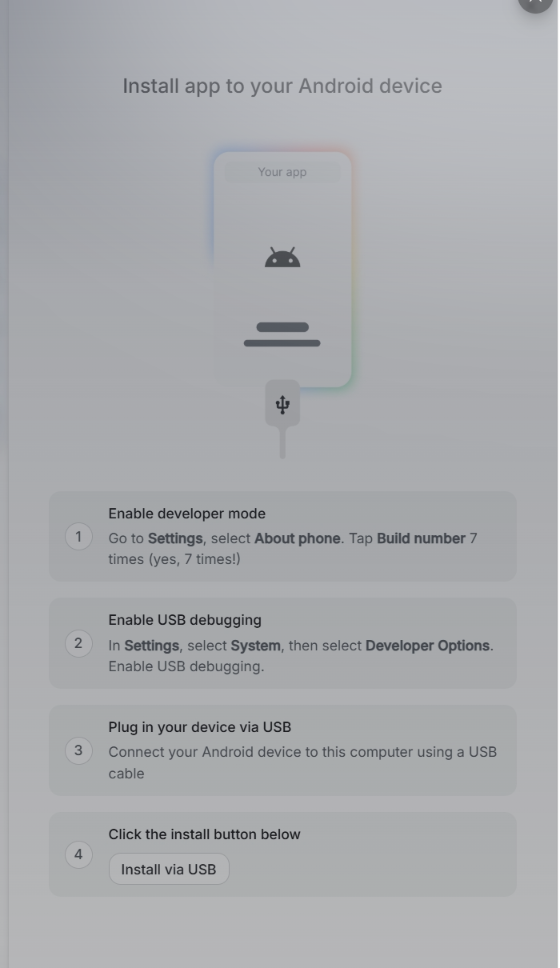 Install app to your Android device
Your app
1
Enable developer mode
Go to Settings, select About phone. Tap Build number 7
times (yes, 7 times!)
2
Enable USB debugging
In Settings, select System, then select Developer Options.
Enable USB debugging.
3
Plug in your device via USB
Connect your Android device to this computer using a USB
cable
4
Click the install button below
Install via USB